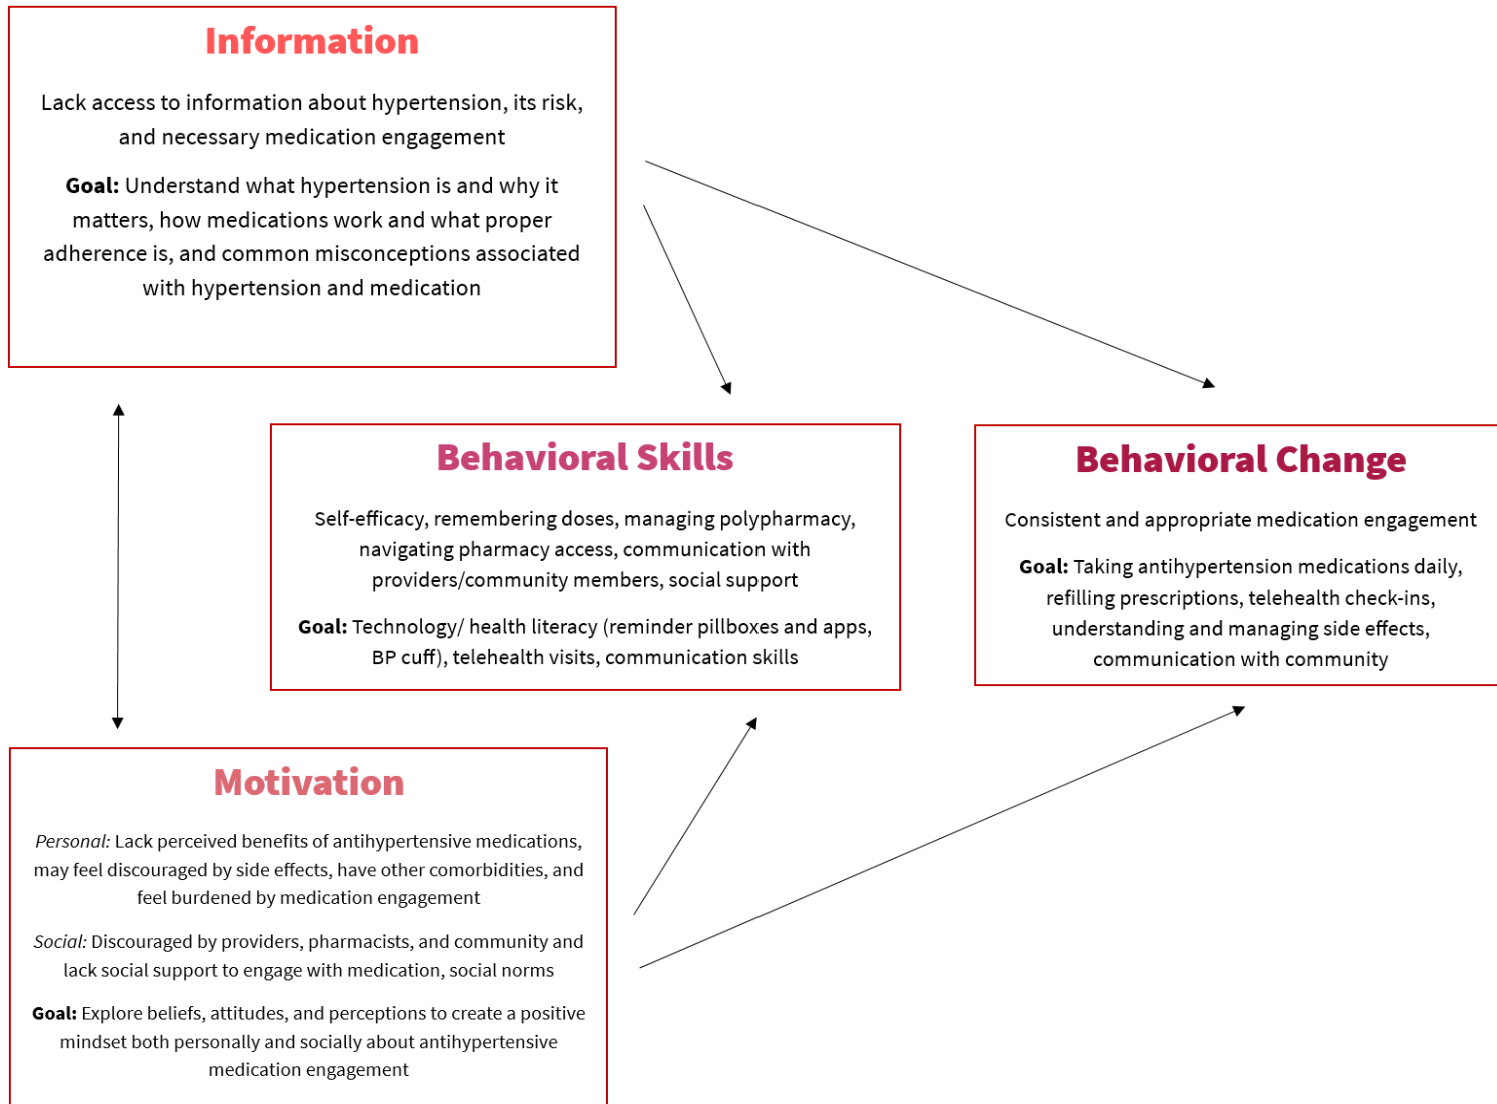 Information
Lack access to information about hypertension, its risk,
and necessary medication engagement
Goal: Understand what hypertension is and why it
matters, how medications work and what proper
adherence is, and common misconceptions associated
with hypertension and medication
Behavioral Skills
Self-efficacy, remembering doses, managing polypharmacy,
navigating pharmacy access, communication with
providers/community members, social support
Goal: Technology/ health literacy (reminder pillboxes and apps,
BP cuff), telehealth visits, communication skills
Behavioral Change
Consistent and appropriate medication engagement
Goal: Taking antihypertension medications daily,
refilling prescriptions, telehealth check-ins,
understanding and managing side effects,
communication with community
Motivation
Personal: Lack perceived benefits of antihypertensive medications,
may feel discouraged by side effects, have other comorbidities, and
feel burdened by medication engagement
Social: Discouraged by providers, pharmacists, and community and
lack social support to engage with medication, social norms
Goal: Explore beliefs, attitudes, and perceptions to create a positive
mindset both personally and socially about antihypertensive
medication engagement